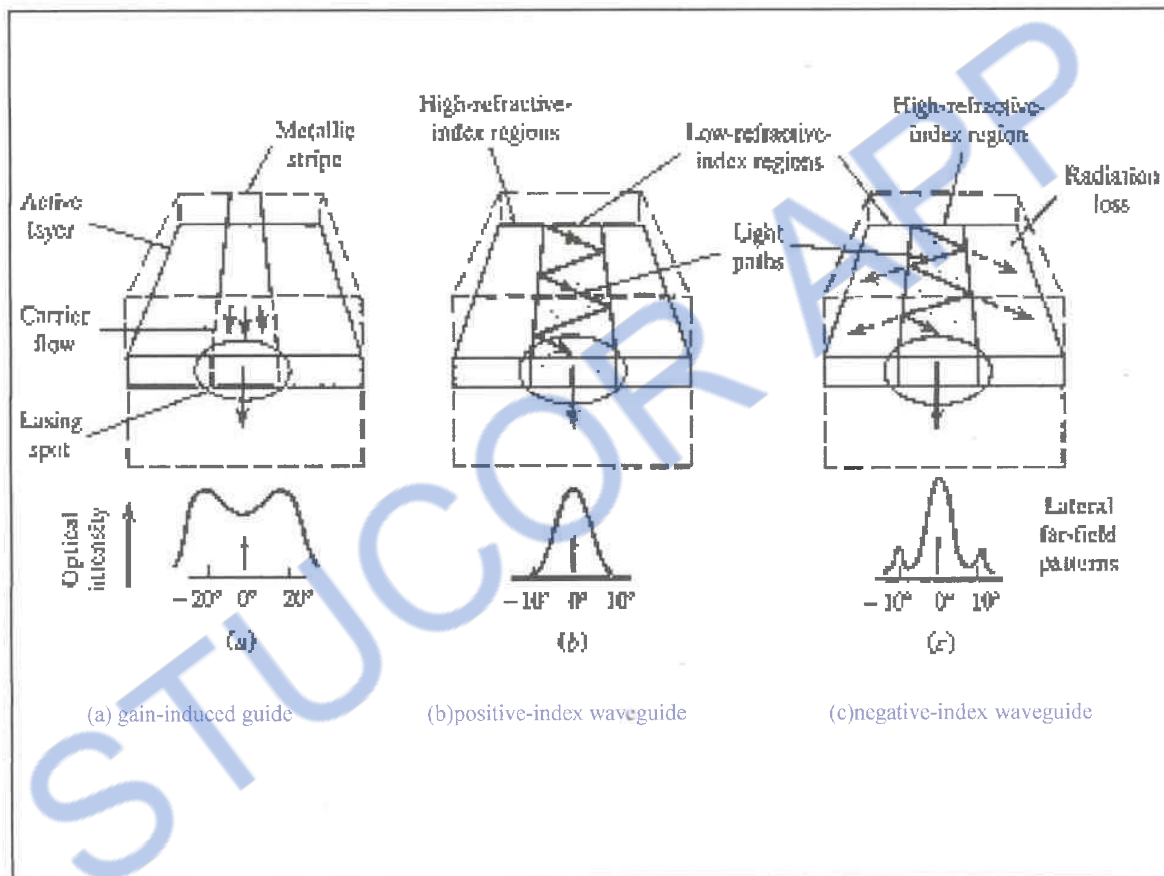 High-refractive-
index regions
High-refractive-
index region
Metallic
stripe
Low-refractive-
index regions
Radiation
loss
Active
layer
Light
paths
Carrier
flow
Lasing
spot
Optical
intensity
Lateral
far-field
patterns
−20° 0° 20°
−10° 0° 10°
−10° 0° 10°
(a)
(b)
(c)
(a) gain-induced guide
(b)positive-index waveguide
(c)negative-index waveguide
STUCOR APP